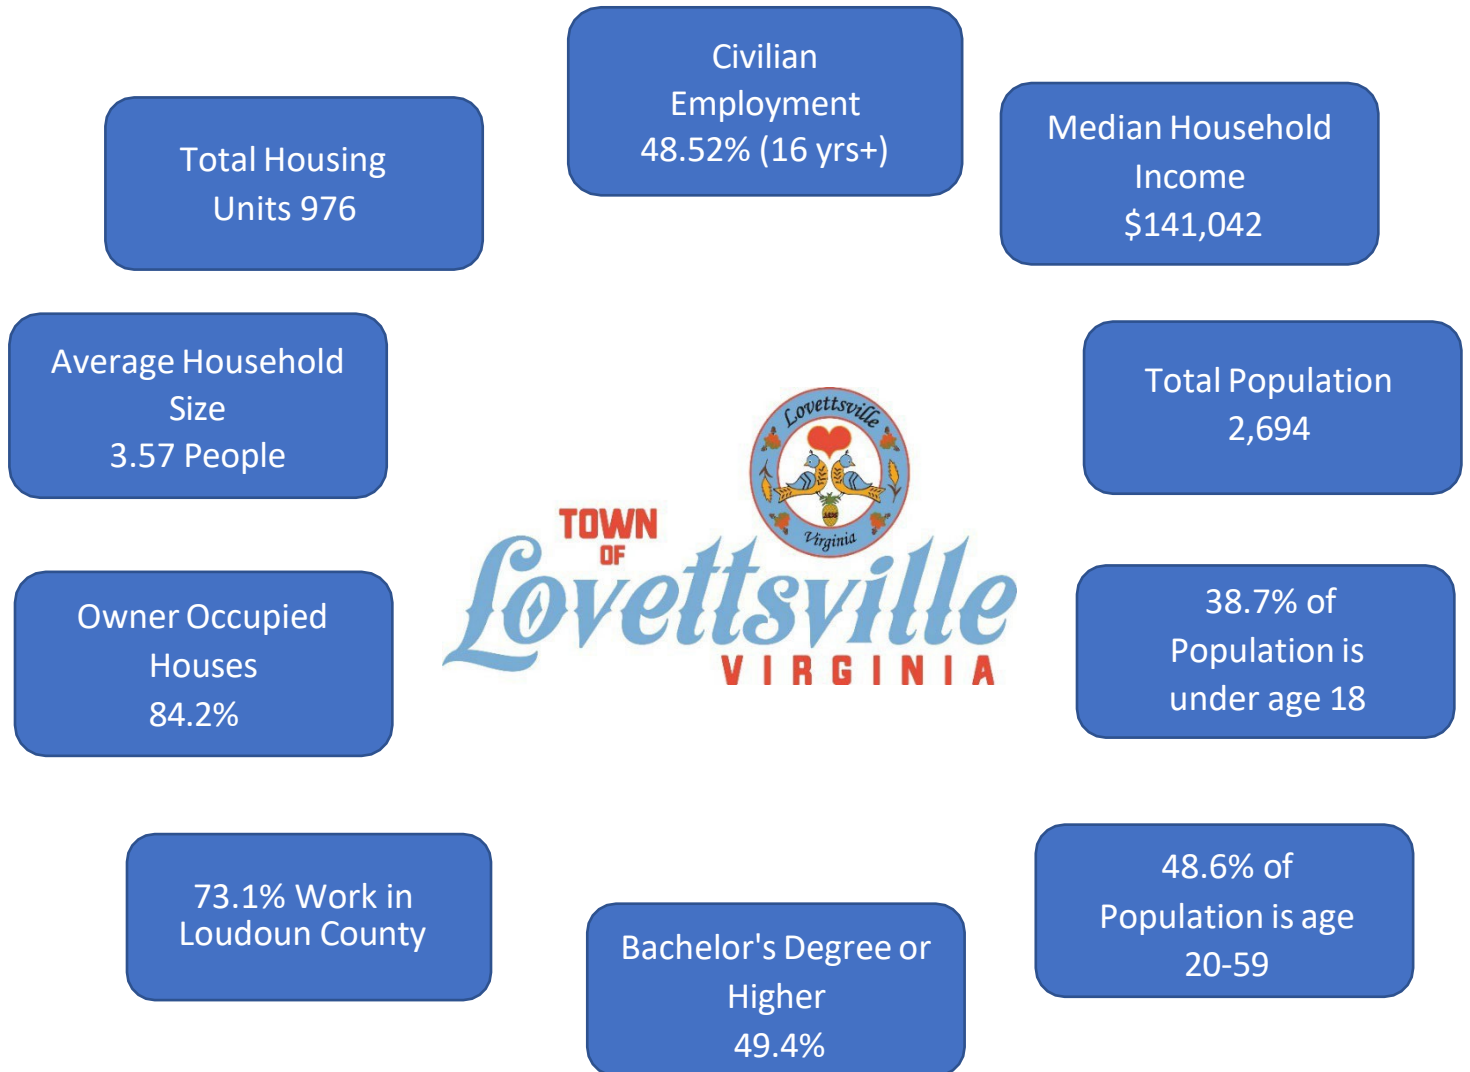 Civilian
Employment
48.52% (16 yrs+)
Median Household
Income
$141,042
Total Housing
Units 976
Average Household
Size
3.57 People
Total Population
2,694
Lovettsville
Virginia
TOWN
OF
Lovettsville
VIRGINIA
Owner Occupied
Houses
84.2%
38.7% of
Population is
under age 18
73.1% Work in
Loudoun County
48.6% of
Population is age
20-59
Bachelor's Degree or
Higher
49.4%